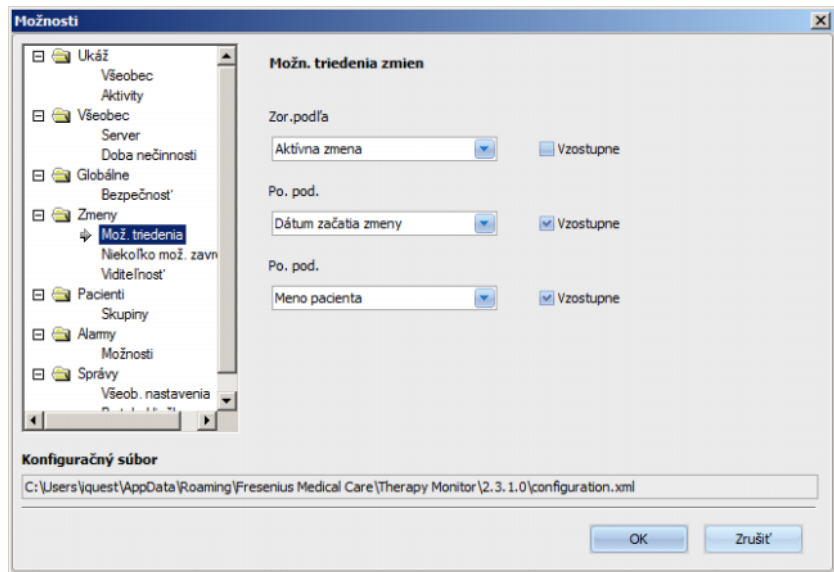 Možnosti
Ukáž
Všeobec
Aktivity
Všeobec
Server
Doba nečinnosti
Globálne
Bezpečnosť
Zmeny
Mož. triedenia
Niekoľko mož. zavr
Viditeľnosť
Pacienti
Skupiny
Alarmy
Možnosti
Správy
Všeob. nastavenia
Možn. triedenia zmien
Zor.podľa
Aktívna zmena
Vzostupne
Po. pod.
Dátum začatia zmeny
Vzostupne
Po. pod.
Meno pacienta
Vzostupne
Konfiguračný súbor
C:\Users\iquest\AppData\Roaming\Fresenius Medical Care\Therapy Monitor\2.3.1.0\configuration.xml
OK
Zrušiť